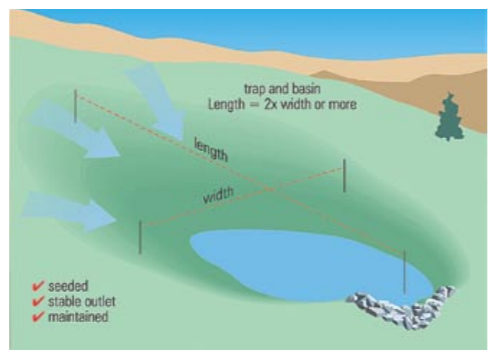 trap and basin
Length = 2x width or more
length
width
✔ seeded
✔ stable outlet
✔ maintained